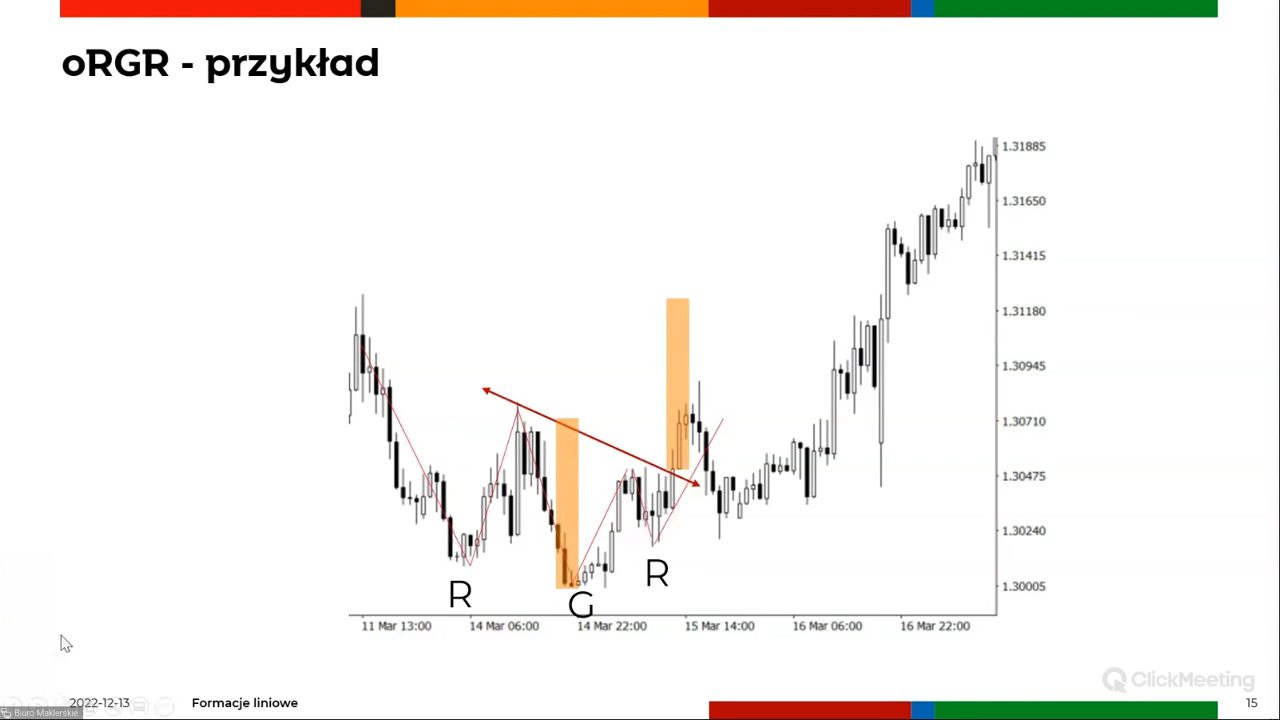 oRGR - przykład
1.31885
1.31650
1.31415
1.31180
1.30945
1.30710
1.30475
1.30240
1.30005
R
G
R
11 Mar 13:00
14 Mar 06:00
14 Mar 22:00
15 Mar 14:00
16 Mar 06:00
16 Mar 22:00
ClickMeeting
2022-12-13
Formacje liniowe
15
Biuro Maklerskie